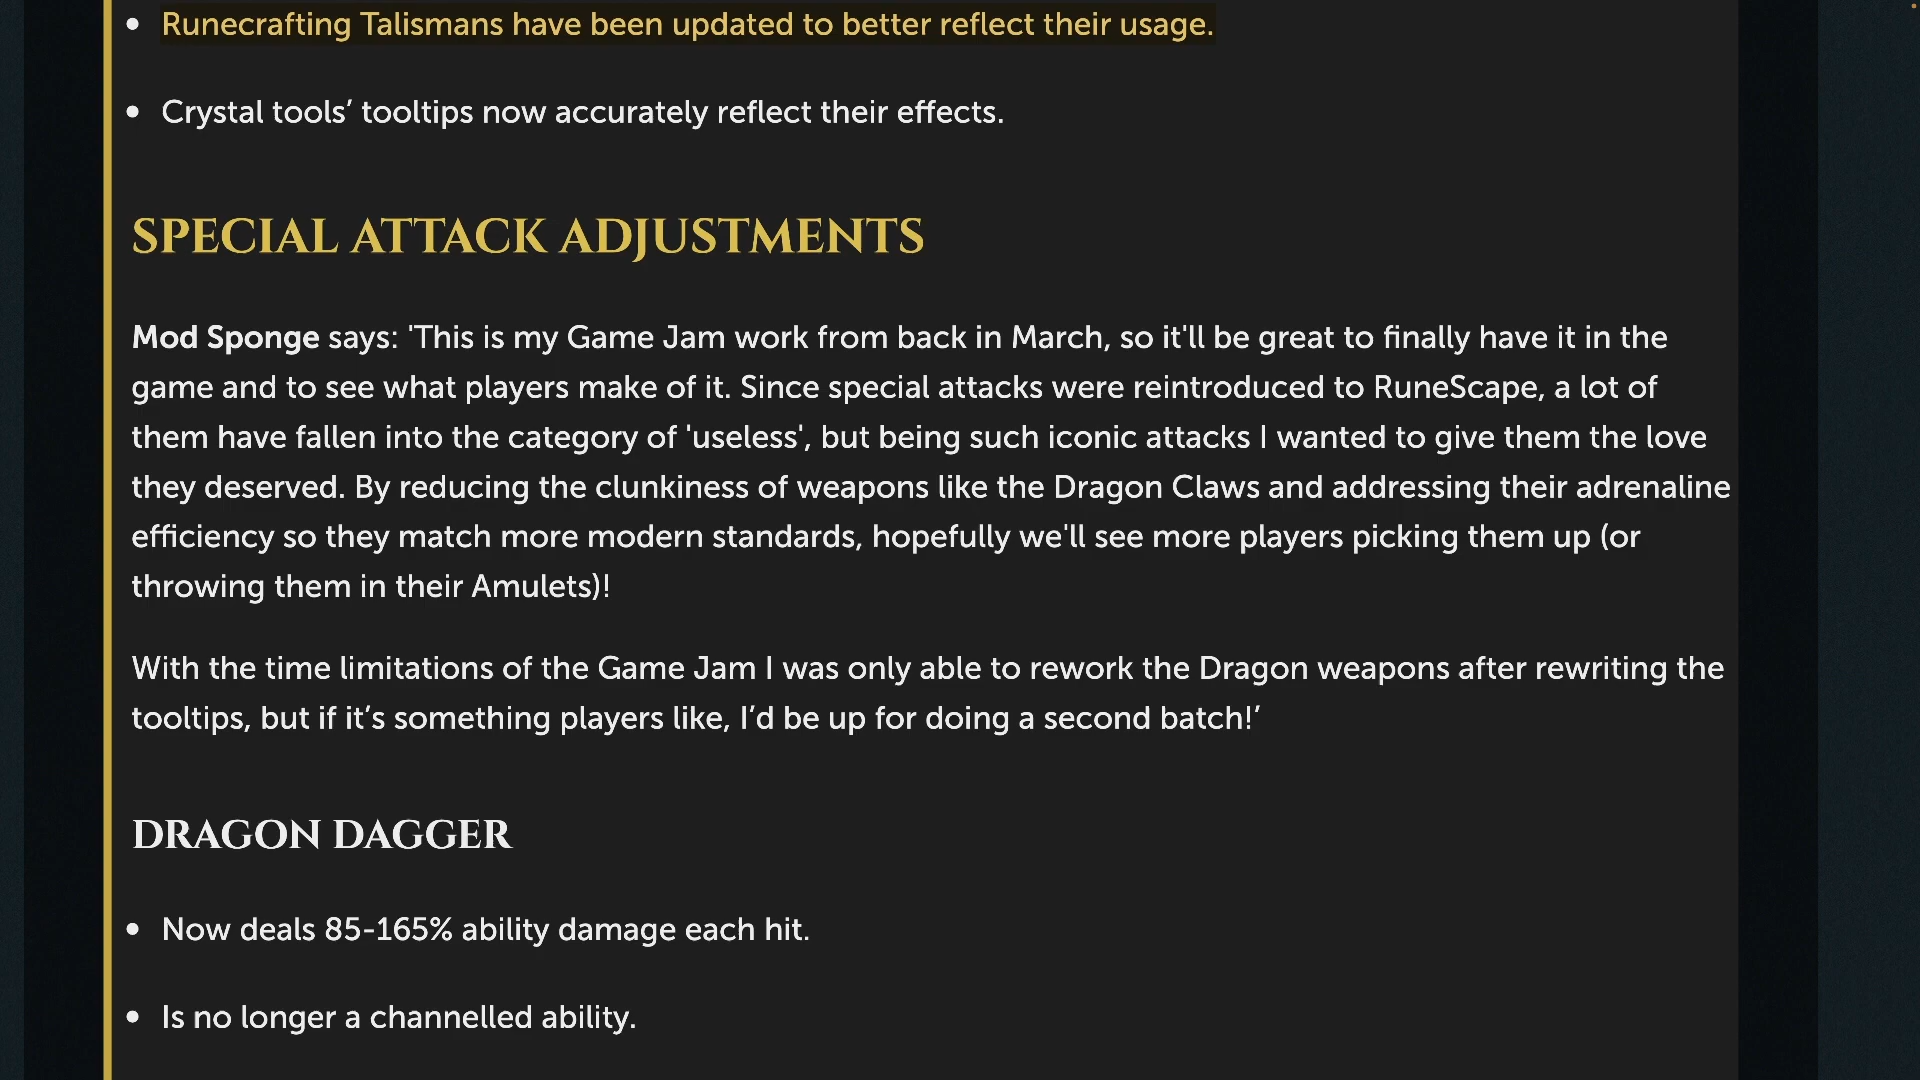 Runecrafting Talismans have been updated to better reflect their usage.
Crystal tools’ tooltips now accurately reflect their effects.
SPECIAL ATTACK ADJUSTMENTS
Mod Sponge says: 'This is my Game Jam work from back in March, so it'll be great to finally have it in the
game and to see what players make of it. Since special attacks were reintroduced to RuneScape, a lot of
them have fallen into the category of 'useless', but being such iconic attacks I wanted to give them the love
they deserved. By reducing the clunkiness of weapons like the Dragon Claws and addressing their adrenaline
efficiency so they match more modern standards, hopefully we'll see more players picking them up (or
throwing them in their Amulets)!
With the time limitations of the Game Jam I was only able to rework the Dragon weapons after rewriting the
tooltips, but if it’s something players like, I’d be up for doing a second batch!’
DRAGON DAGGER
Now deals 85-165% ability damage each hit.
Is no longer a channelled ability.